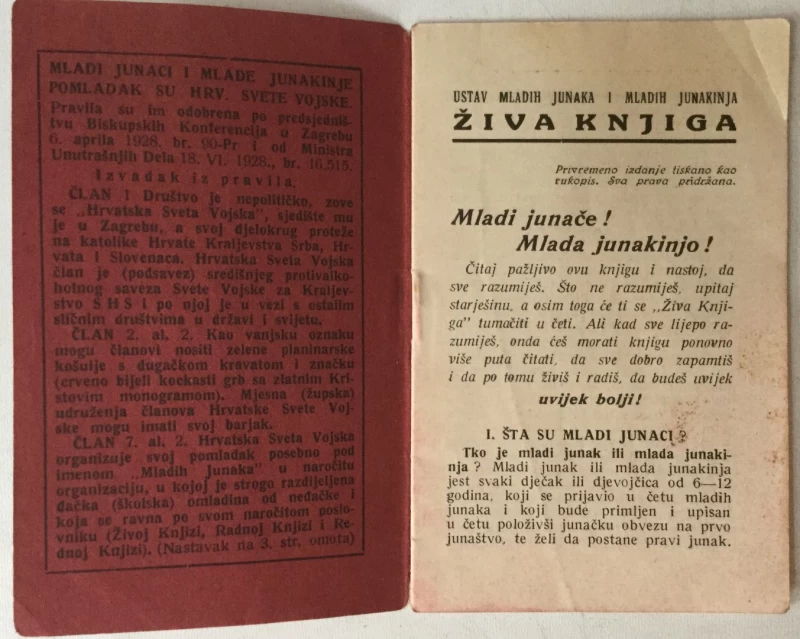 MLADI JUNACI I MLADE JUNAKINJE
POMLADAK SU HRV. SVETE VOJSKE.
Pravila su im odobrena po predsjedniš-
tvu Biskupskih Konferencija u Zagrebu
6. aprila 1928, br. 90-Pr i od Ministra
Unutrašnjih Dela 18. VI. 1928., br. 16.515.
Izvadak iz pravila.
ČLAN 1 Društvo je nepolitičko, zove
se „Hrvatska Sveta Vojska", sjedište mu
je u Zagrebu, a svoj djelokrug proteže
na katolike Hrvate Kraljevstva Srba, Hr-
vata i Slovenaca. Hrvatska Sveta Vojska
član je (podsavez) središnjeg protivalko-
holnog saveza Svete Vojske za Kraljev-
stvo SHS i po njoj je u vezi s ostalim
sličnim društvima u državi i svijetu.
ČLAN 2. al. 2. Kao vanjsku oznaku
mogu članovi nositi zelene planinarske
košulje s dugačkom kravatom i značku
(crveno bijeli kockasti grb sa zlatnim Kri-
stovim monogramom). Mjesna (župska)
udruženja članova Hrvatske Svete Voj-
ske mogu imati svoj barjak.
ČLAN 7. al. 2. Hrvatska Sveta Vojska
organizuje svoj pomladak posebno pod
imenom „Mladih Junaka" u naročitu
organizaciju, u kojoj je strogo razdijeljena
đačka (školska) omladina od neđačke i
koja se ravna po svom naročitom poslo-
vniku (Živoj Knjizi, Radnoj Knjizi i Re-
dnoj Knjizi). (Nastavak na 3. str. omota)
USTAV MLADIH JUNAKA I MLADIH JUNAKINJA
ŽIVA KNJIGA
Privremeno izdanje tiskano kao
rukopis. Sva prava pridržana.
Mladi junače!
Mlada junakinjo!
Čitaj pažljivo ovu knjigu i nastoj, da
sve razumiješ. Što ne razumiješ, upitaj
starješinu, a osim toga će ti se „Živa Knji-
ga" tumačiti u četi. Ali kad sve lijepo ra-
zumiješ, onda ćeš morati knjigu ponovno
više puta čitati, da sve dobro zapamtiš
i da po tomu živiš i radiš, da budeš uvijek
uvijek bolji!
I. ŠTA SU MLADI JUNACI?
Tko je mladi junak ili mlada junaki-
nja? Mladi junak ili mlada junakinja
jest svaki dječak ili djevojčica od 6—12
godina, koji se prijavio u četu mladih
junaka i koji bude primljen i upisan
u četu položivši junačku obvezu na prvo
junaštvo, te želi da postane pravi junak.